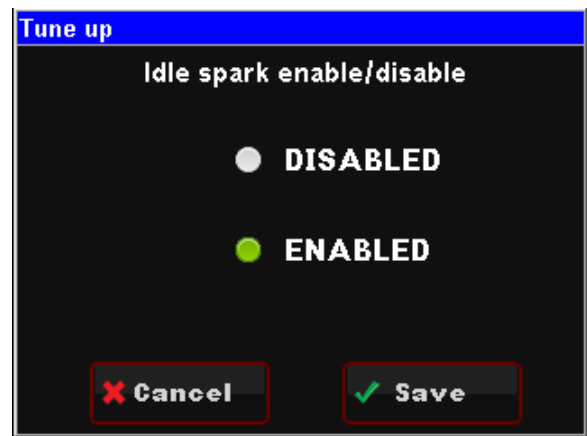 Tune up
Idle spark enable/disable
DISABLED
ENABLED
Cancel
Save